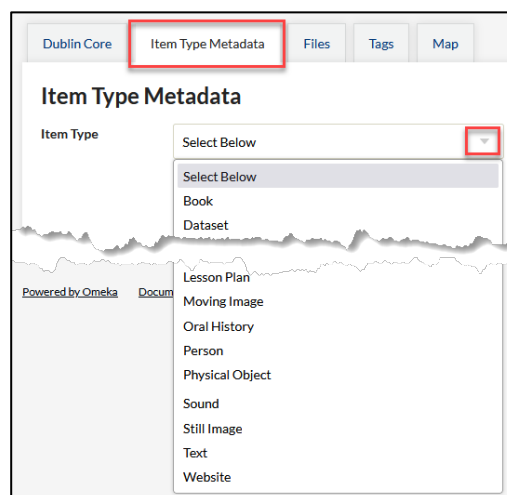 Dublin Core Item Type Metadata Files Tags Map
Item Type Metadata
Item Type Select Below
Select Below
Book
Dataset
Lesson Plan
Powered by Omeka Docum
Moving Image
Oral History
Person
Physical Object
Sound
Still Image
Text
Website